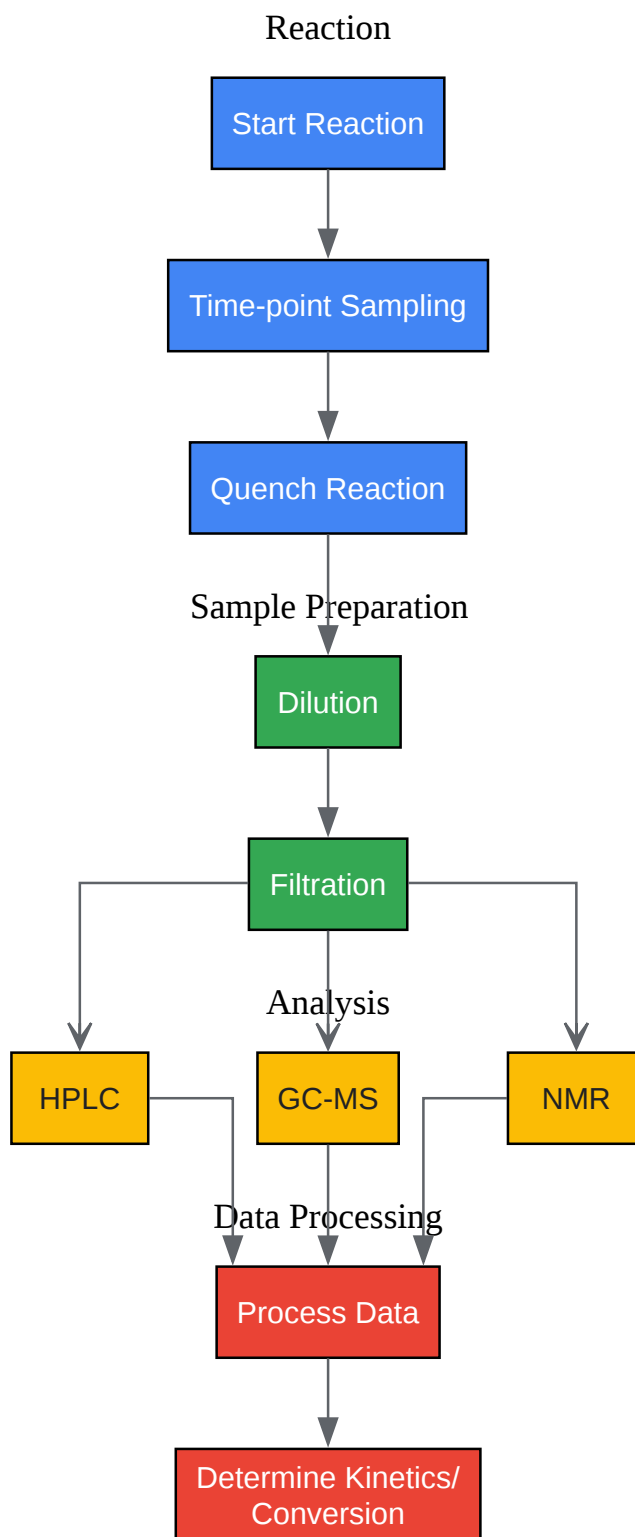 Reaction
Start Reaction
Time-point Sampling
Quench Reaction
Sample Preparation
Dilution
Filtration
Analysis
HPLC
GC-MS
NMR
Data Processing
Process Data
Determine Kinetics/
Conversion